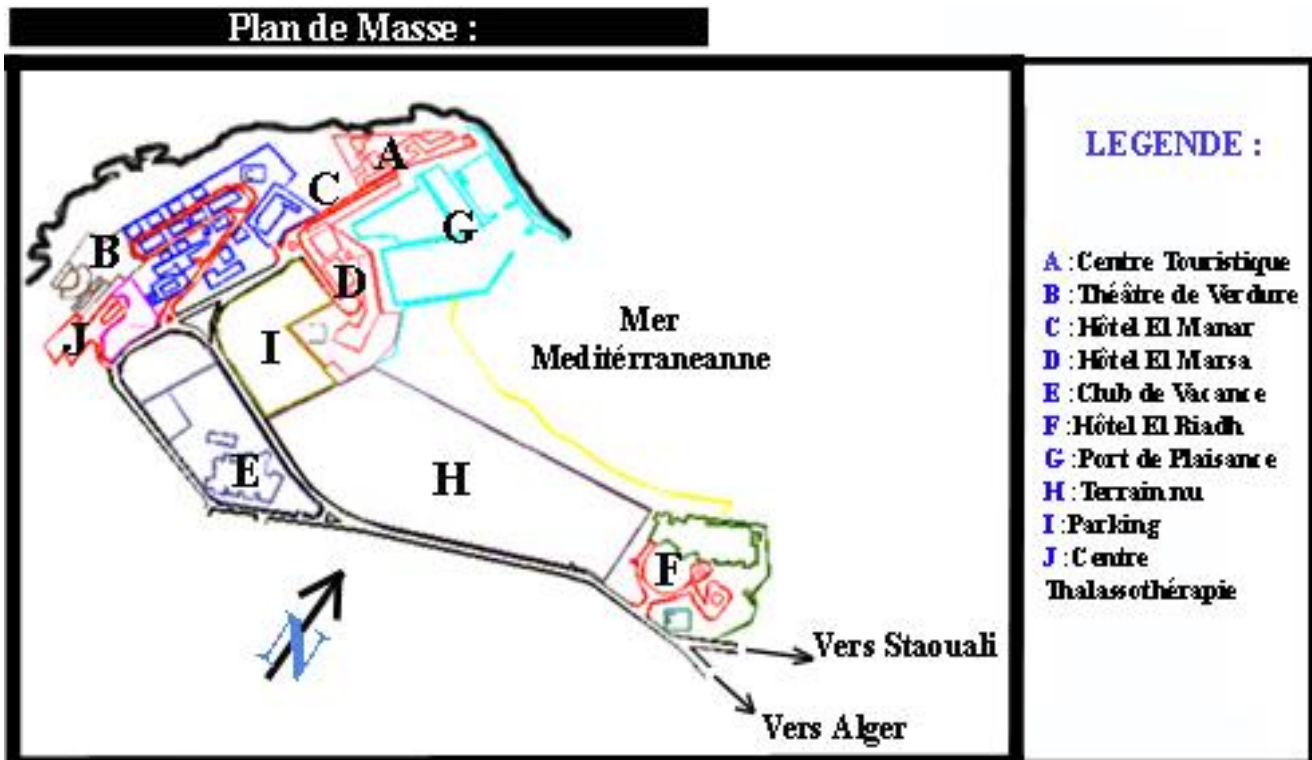 Plan de Masse :
A
C
B
G
D
J
I
Mer
Mediterraneanne
E
H
F
N
Vers Staouali
Vers Alger
LEGENDE :
A :Centre Touristique
B : Théâtre de Verdure
C : Hôtel El Manar
D : Hôtel El Marsa
E :Club de Vacance
F :Hôtel El Riadh
G :Port de Plaisance
H : Terrain nu
I :Parking
J : Centre
Thalassothérapie